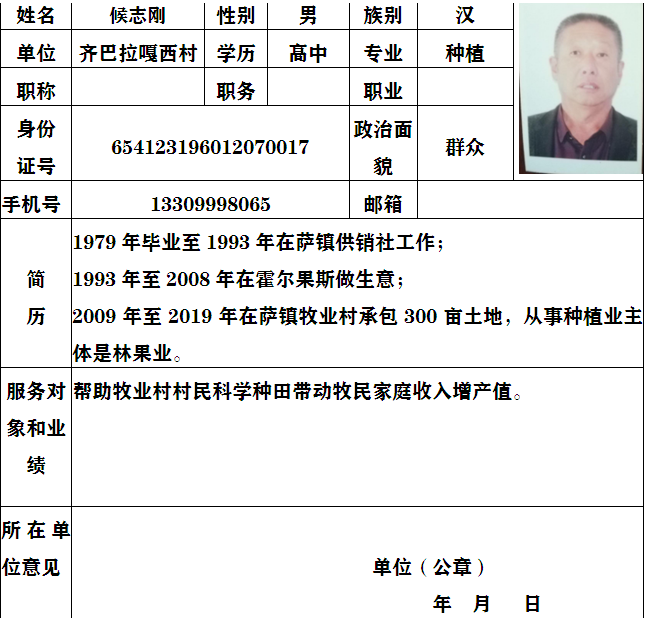 姓名 候志刚 性别 男 族别 汉
单位 齐巴拉嘎西村 学历 高中 专业 种植
职称 职务 职业
身份
证号 654123196012070017 政治面
貌 群众
手机号 13309998065 邮箱
简
历
1979 年毕业至 1993 年在萨镇供销社工作；
1993 年至 2008 年在霍尔果斯做生意；
2009 年至 2019 年在萨镇牧业村承包 300 亩土地，从事种植业主
体是林果业。
服务对
象和业
绩
帮助牧业村村民科学种田带动牧民家庭收入增产值。
所在单
位意见
单位（公章）
年 月 日